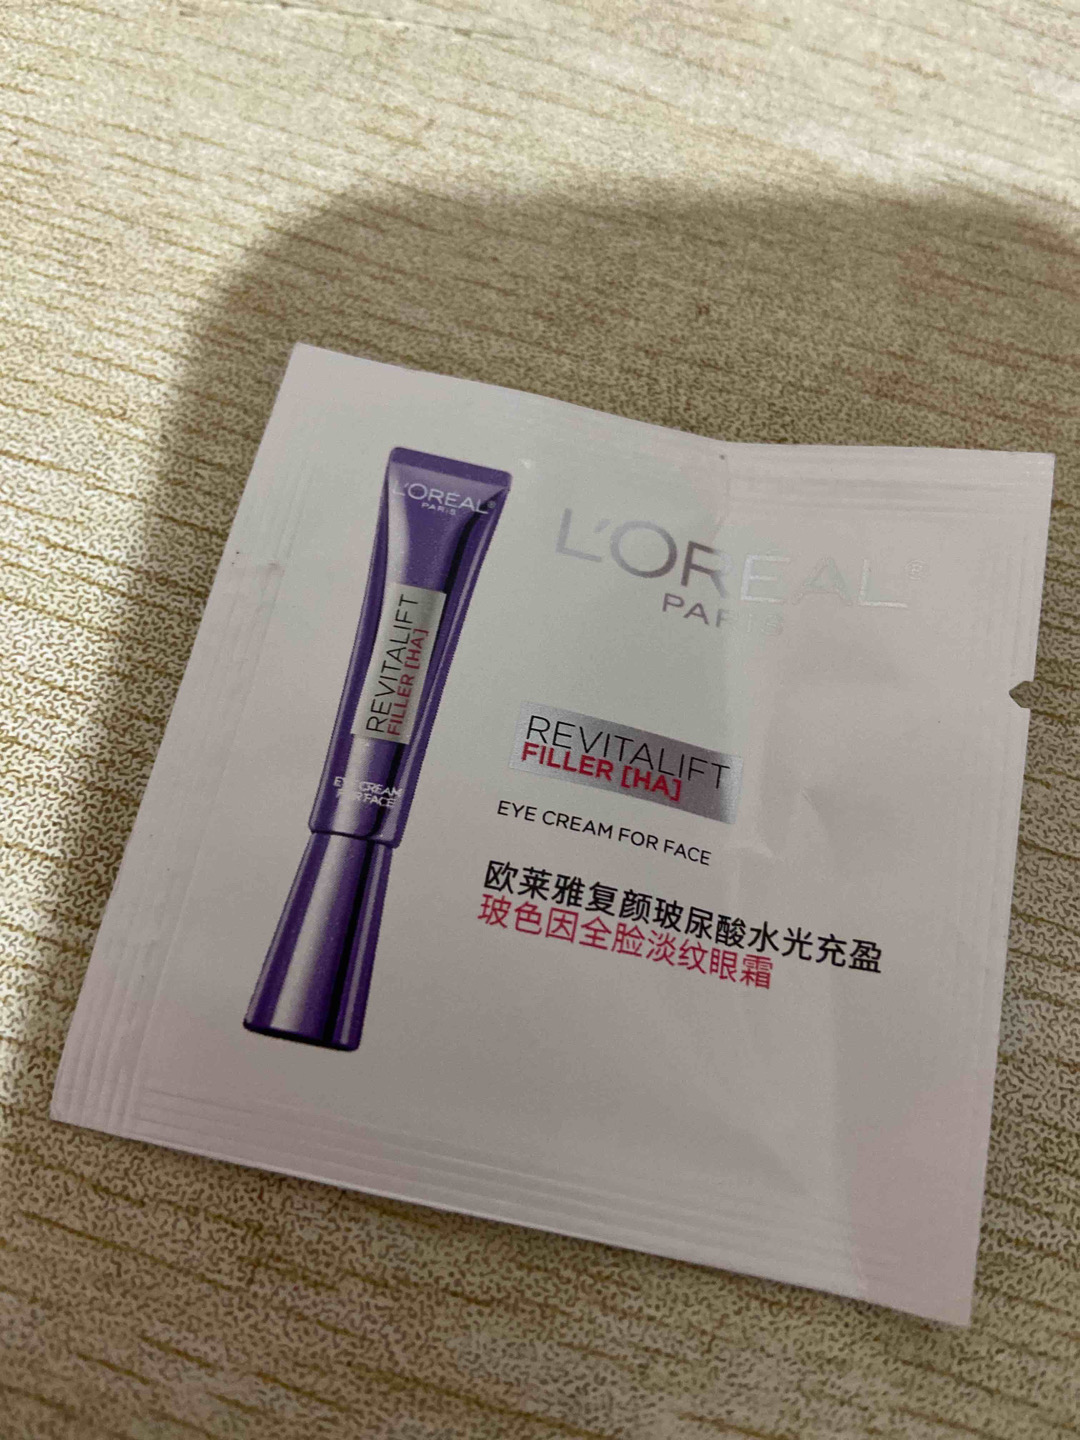 L'ORÉAL®
PARIS
REVITALIFT
FILLER [HA]
EYE CREAM
FOR FACE
L'ORÉAL®
PARIS
REVITALIFT
FILLER [HA]
EYE CREAM FOR FACE
欧莱雅复颜玻尿酸水光充盈
玻色因全脸淡纹眼霜